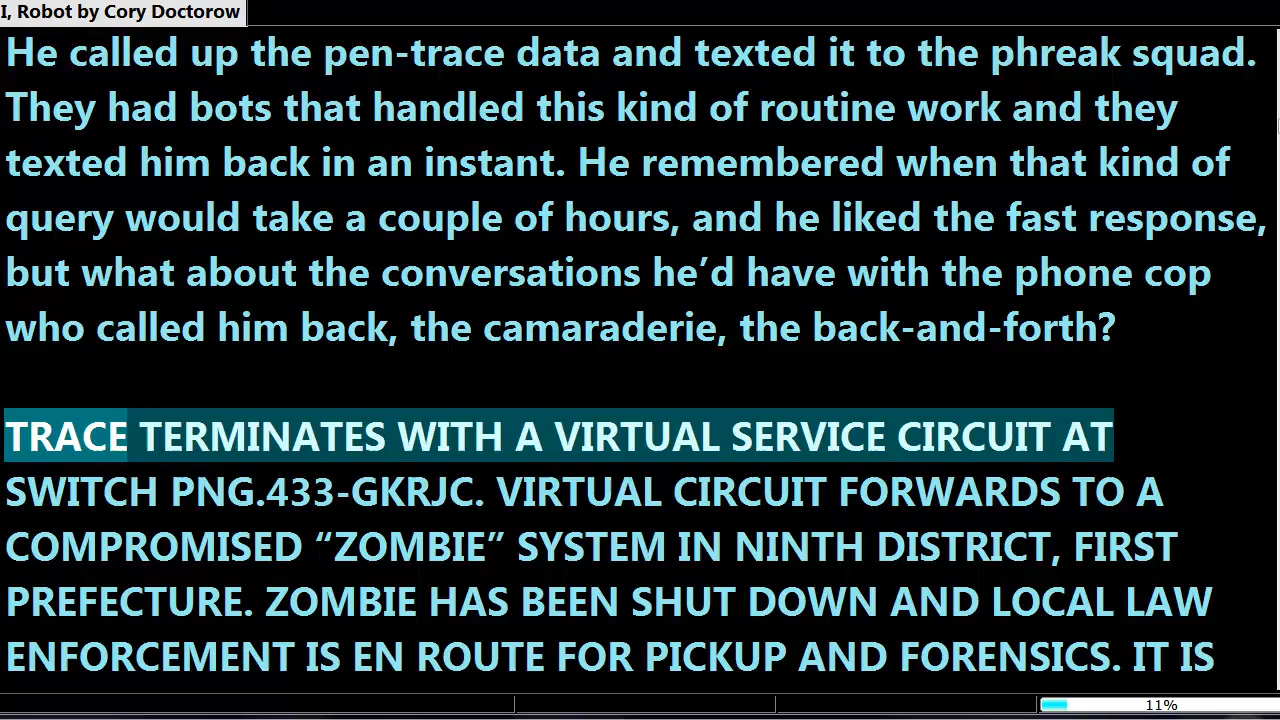 I, Robot by Cory Doctorow
He called up the pen-trace data and texted it to the phreak squad.
They had bots that handled this kind of routine work and they
texted him back in an instant. He remembered when that kind of
query would take a couple of hours, and he liked the fast response,
but what about the conversations he’d have with the phone cop
who called him back, the camaraderie, the back-and-forth?
TRACE TERMINATES WITH A VIRTUAL SERVICE CIRCUIT AT
SWITCH PNG.433-GKRJC. VIRTUAL CIRCUIT FORWARDS TO A
COMPROMISED “ZOMBIE” SYSTEM IN NINTH DISTRICT, FIRST
PREFECTURE. ZOMBIE HAS BEEN SHUT DOWN AND LOCAL LAW
ENFORCEMENT IS EN ROUTE FOR PICKUP AND FORENSICS. IT IS
11%